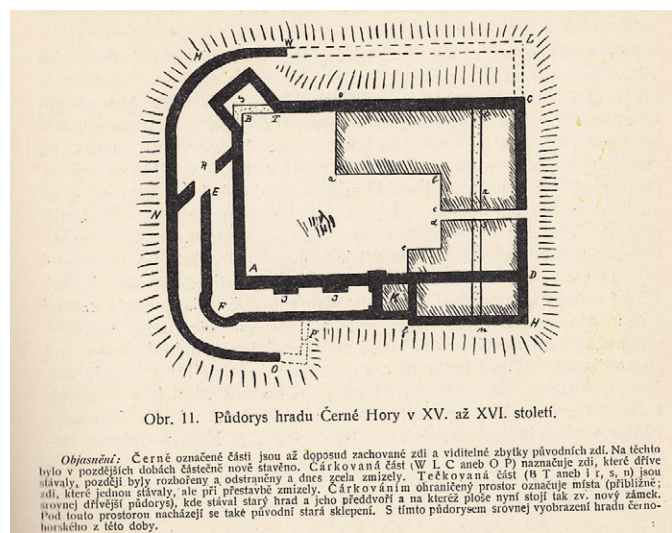 Obr. 11. Půdorys hradu Černé Hory v XV. až XVI. století.
Objasnění: Černě označené části jsou až doposud zachované zdi a viditelné zbytky původních zdí. Na těchto
bylo v pozdějších dobách částečně nově stavěno. Cárkovaná část (W L C aneb O P) naznačuje zdi, které dříve
stávaly, později byly rozbořeny a odstraněny a dnes zcela zmizely. Tečkovaná část (B T aneb i r, s, n) jsou
zdi, které jednou stávaly, ale při přestavbě zmizely. Čárkováním ohraničený prostor označuje místa (přibližně;
srovnej dřívější půdorys), kde stával starý hrad a jeho předdvoří a na kteréž ploše nyní stojí tak zv. nový zámek.
Pod touto prostorou nacházejí se také původní stará sklepení. S tímto půdorysem srovnej vyobrazení hradu černo-
horského z této doby.
W
M
L
S
B
T
o
C
R
E
a
b
N
c
d
e
A
D
F
J
J
K
P
f
n
H
O